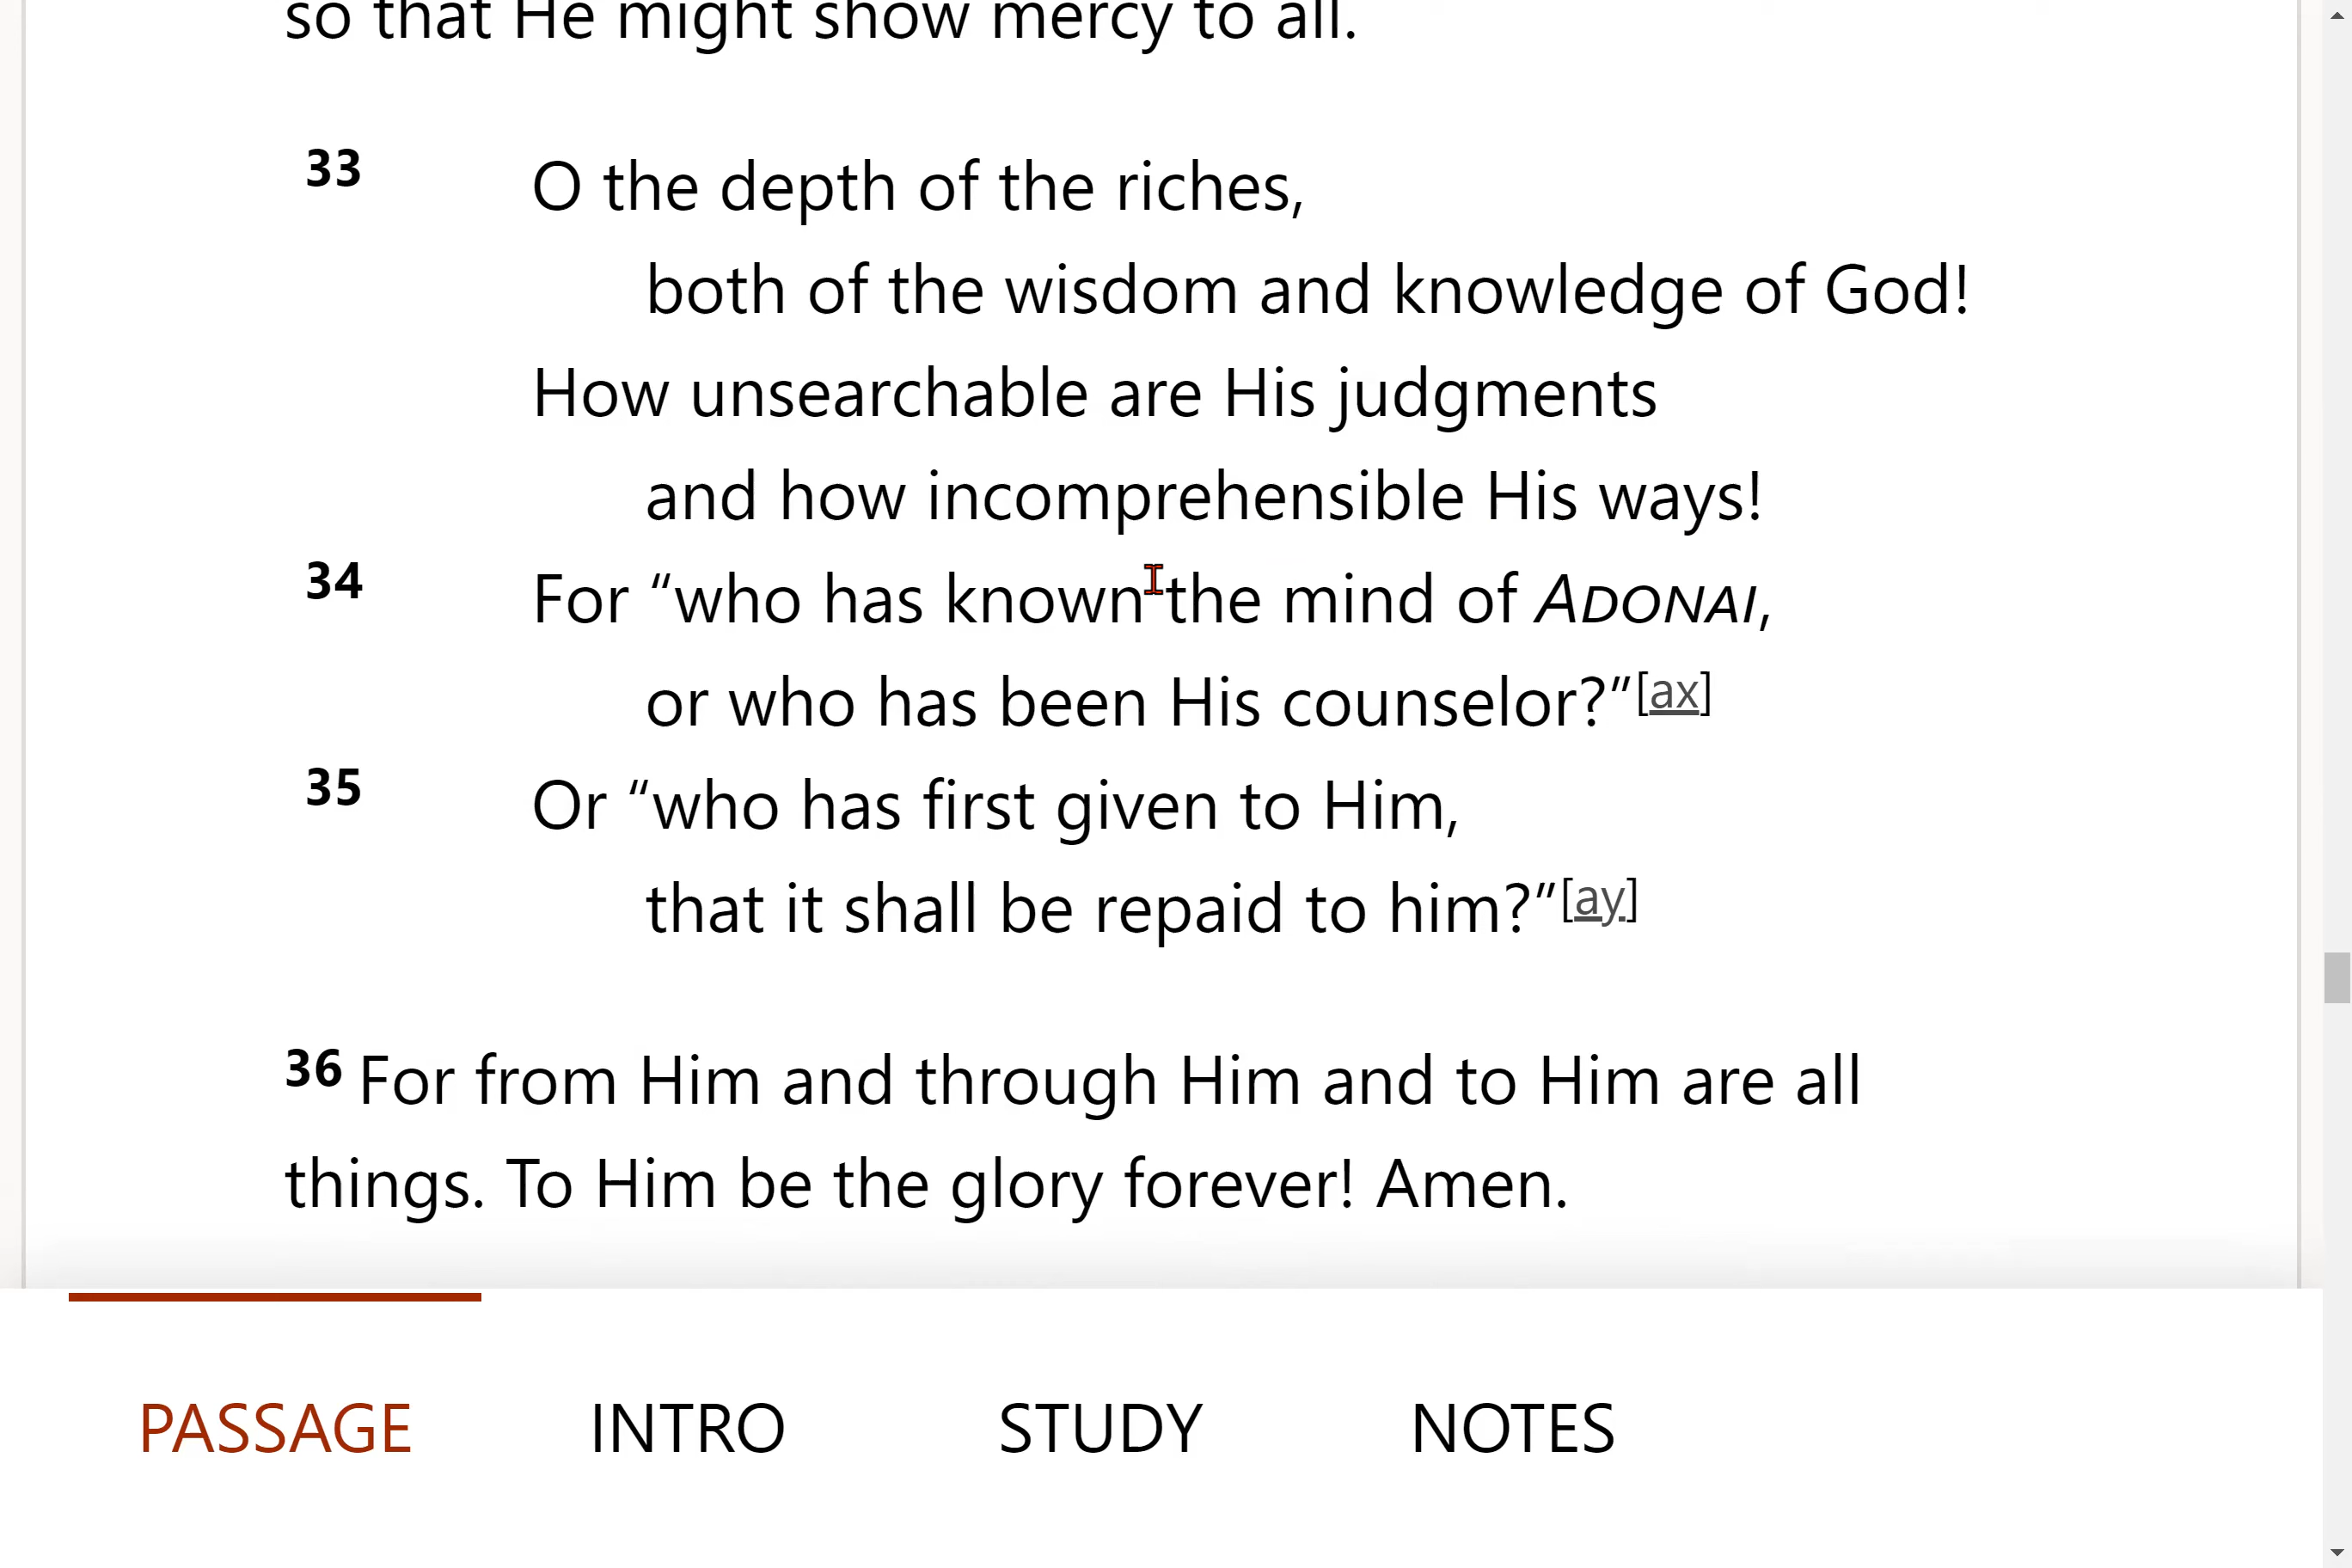 so that He might show mercy to all.
33 O the depth of the riches,
both of the wisdom and knowledge of God!
How unsearchable are His judgments
and how incomprehensible His ways!
34 For “who has known the mind of ADONAI,
or who has been His counselor?”[ax]
35 Or “who has first given to Him,
that it shall be repaid to him?”[ay]
36 For from Him and through Him and to Him are all
things. To Him be the glory forever! Amen.
PASSAGE INTRO STUDY NOTES